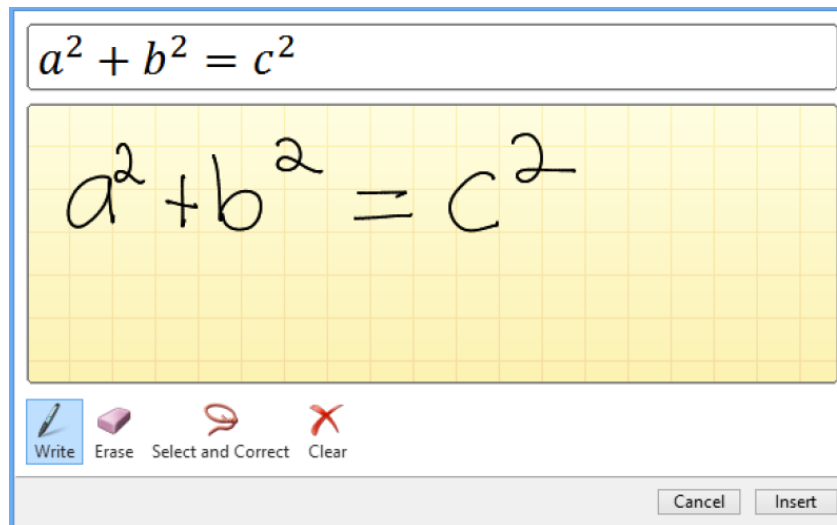 a² + b² = c²
a² + b² = c²
Write Erase Select and Correct Clear
Cancel Insert